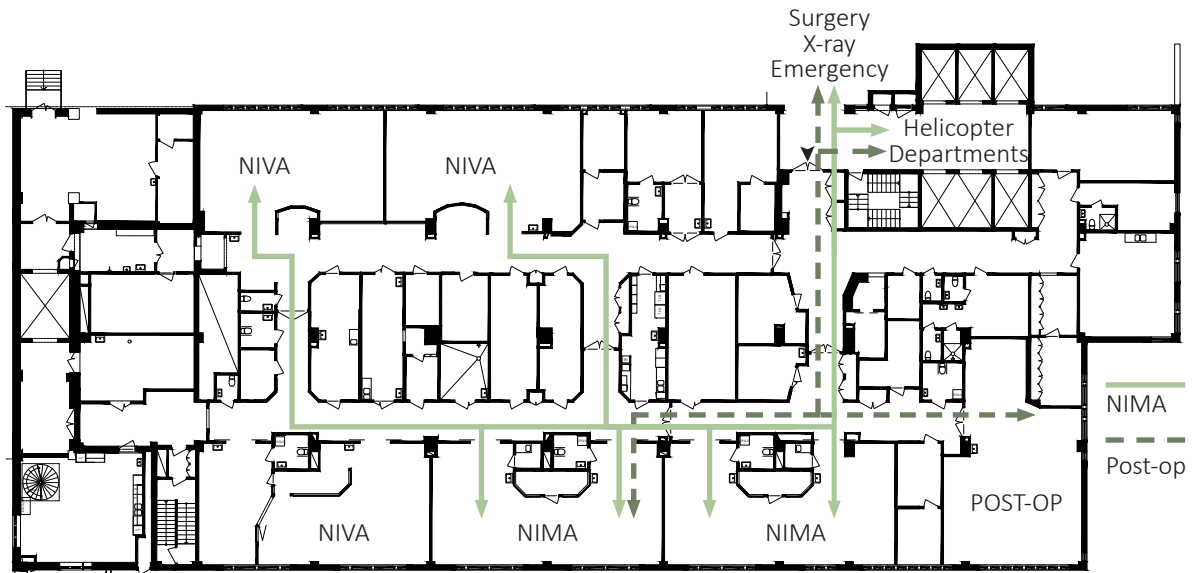 Surgery
X-ray
Emergency
Helicopter
Departments
NIVA
NIVA
NIMA
Post-op
NIVA
NIMA
NIMA
POST-OP